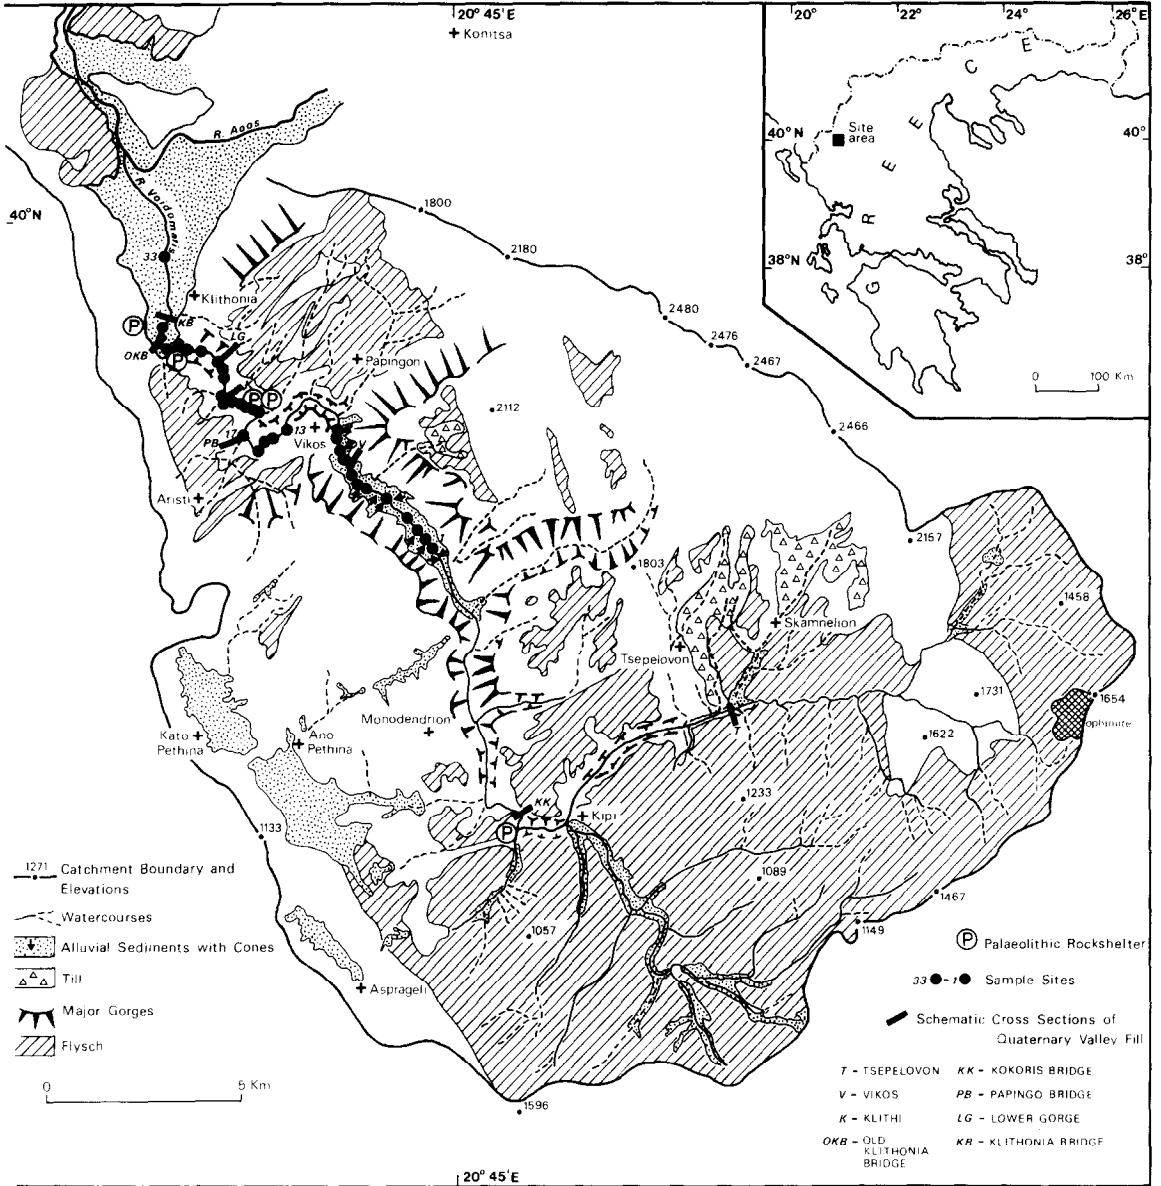 20° 45′ E
+ Konitsa
20°
22°
24°
26° E
G R E E C E
40° N
40°
Site
area
38° N
38°
0 100 Km
R. Aoos
R. Voidomatis
40° N
1800
2180
33
Klithonia
KB
LG
OKB
P
P
P P
Papingon
2480
2476
2467
2112
2466
17
13
PB
Vikos
V
Aristi
2157
1803
1458
Skamnelion
Tsepelovon
1731
1654
ophiolite
1622
Monodendrion
Kato
Pethina
Ano
Pethina
T
1233
KK
Kipi
P
1133
1089
1467
1149
1057
Asprageli
1596
1271 Catchment Boundary and
Elevations
Watercourses
Alluvial Sediments with Cones
Till
Major Gorges
Flysch
0 5 Km
P Palaeolithic Rockshelter
33 - 1 Sample Sites
Schematic Cross Sections of
Quaternary Valley Fill
T - TSEPELOVON KK - KOKORIS BRIDGE
V - VIKOS PB - PAPINGO BRIDGE
K - KLITHI LG - LOWER GORGE
OKB - OLD KLITHONIA BRIDGE KB - KLITHONIA BRIDGE
20° 45′ E